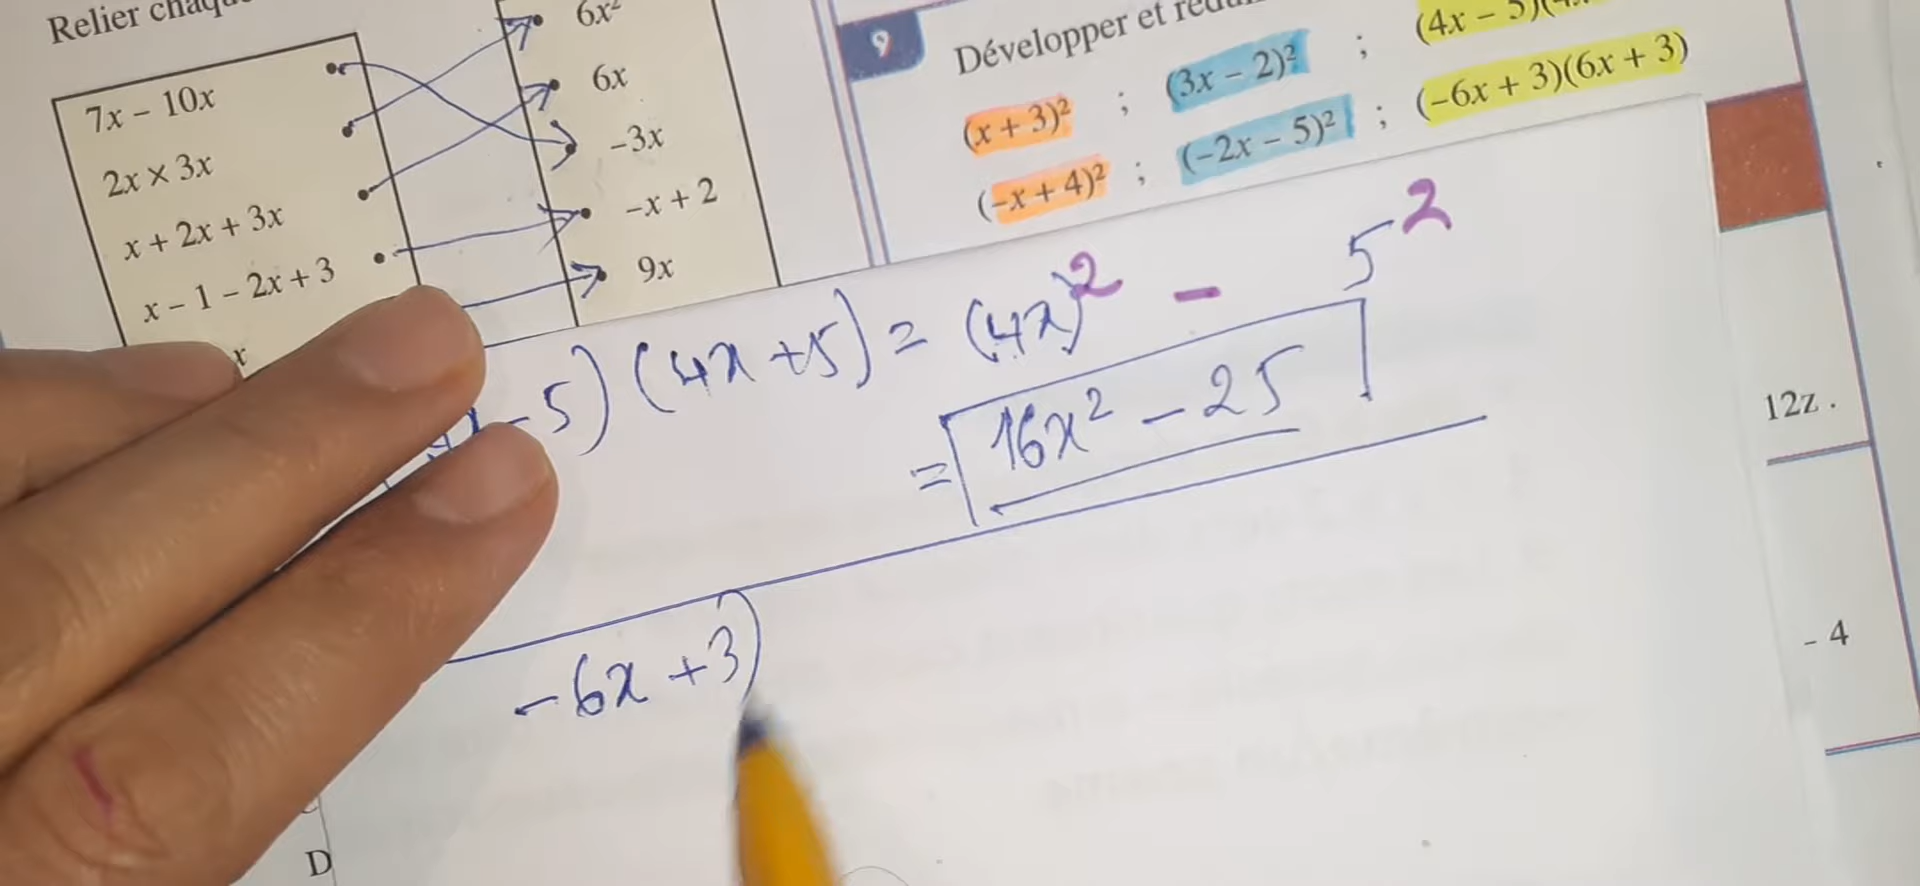 Relier
7x – 10x
2x × 3x
x + 2x + 3x
x – 1 – 2x + 3
x
6x²
6x
–3x
–x + 2
9x
9
Développer et
(x + 3)² ; (3x – 2)² ; (4x – 5)(
(–x + 4)² ; (–2x – 5)² ; (–6x + 3)(6x + 3)
– 5) (4x + 5) = (4x)² – 5²
= 16x² – 25
– 6x + 3)
12z .
- 4
D